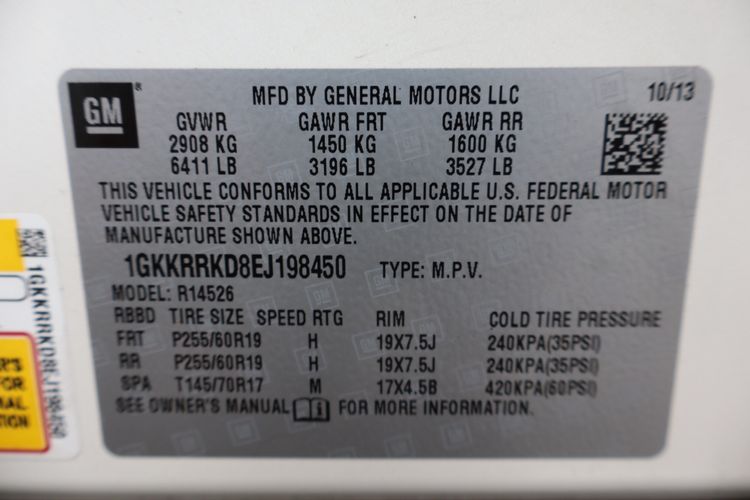 GM
MFD BY GENERAL MOTORS LLC
10/13
GVWR GAWR FRT GAWR RR
2908 KG 1450 KG 1600 KG
6411 LB 3196 LB 3527 LB
THIS VEHICLE CONFORMS TO ALL APPLICABLE U.S. FEDERAL MOTOR
VEHICLE SAFETY STANDARDS IN EFFECT ON THE DATE OF
MANUFACTURE SHOWN ABOVE.
1GKKRRKD8EJ198450 TYPE: M.P.V.
MODEL: R14526
RBBD TIRE SIZE SPEED RTG RIM COLD TIRE PRESSURE
FRT P255/60R19 H 19X7.5J 240KPA(35PSI)
RR P255/60R19 H 19X7.5J 240KPA(35PSI)
SPA T145/70R17 M 17X4.5B 420KPA(60PSI)
SEE OWNER'S MANUAL FOR MORE INFORMATION.
1GKKRRKD8EJ198450
FOR